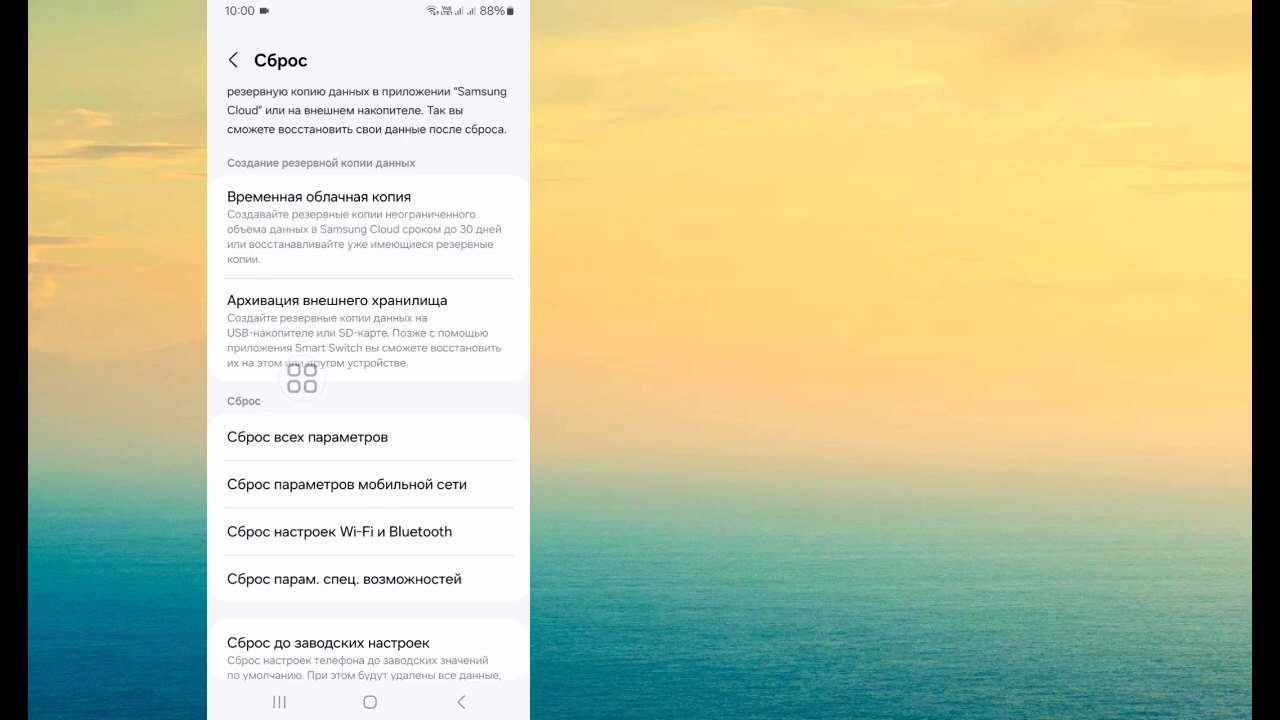 10:00
88%
Сброс
резервную копию данных в приложении “Samsung
Cloud” или на внешнем накопителе. Так вы
сможете восстановить свои данные после сброса.
Создание резервной копии данных
Временная облачная копия
Создавайте резервные копии неограниченного
объема данных в Samsung Cloud сроком до 30 дней
или восстанавливайте уже имеющиеся резервные
копии.
Архивация внешнего хранилища
Создайте резервные копии данных на
USB-накопителе или SD-карте. Позже с помощью
приложения Smart Switch вы сможете восстановить
их на этом или другом устройстве.
Сброс
Сброс всех параметров
Сброс параметров мобильной сети
Сброс настроек Wi-Fi и Bluetooth
Сброс парам. спец. возможностей
Сброс до заводских настроек
Сброс настроек телефона до заводских значений
по умолчанию. При этом будут удалены все данные,